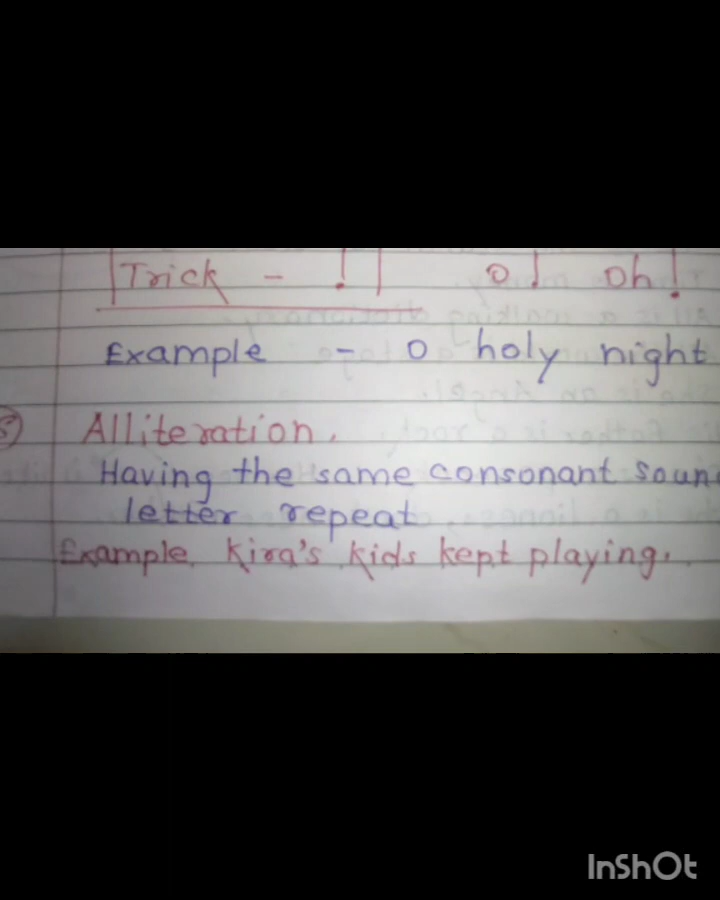 Trick - ! o! oh!
Example - O holy night
5
Alliteration.
Having the same consonant soun
letter repeat
Example. Kira's kids kept playing.
InShOt